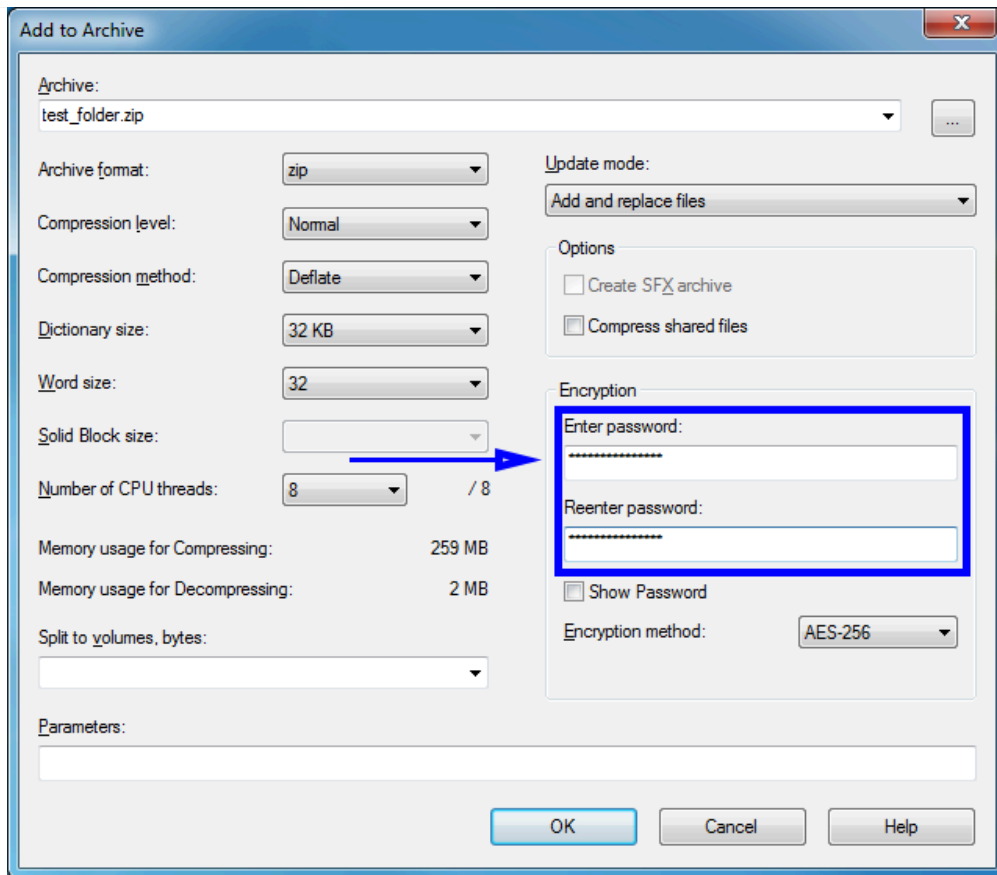 Add to Archive
Archive:
test_folder.zip
...
Archive format: zip
Update mode:
Add and replace files
Compression level: Normal
Options
Compression method: Deflate
Create SFX archive
Dictionary size: 32 KB
Compress shared files
Word size: 32
Encryption
Enter password:
***************
Solid Block size:
Number of CPU threads: 8 / 8
Reenter password:
***************
Memory usage for Compressing: 259 MB
Memory usage for Decompressing: 2 MB
Show Password
Encryption method: AES-256
Split to volumes, bytes:
Parameters:
OK Cancel Help